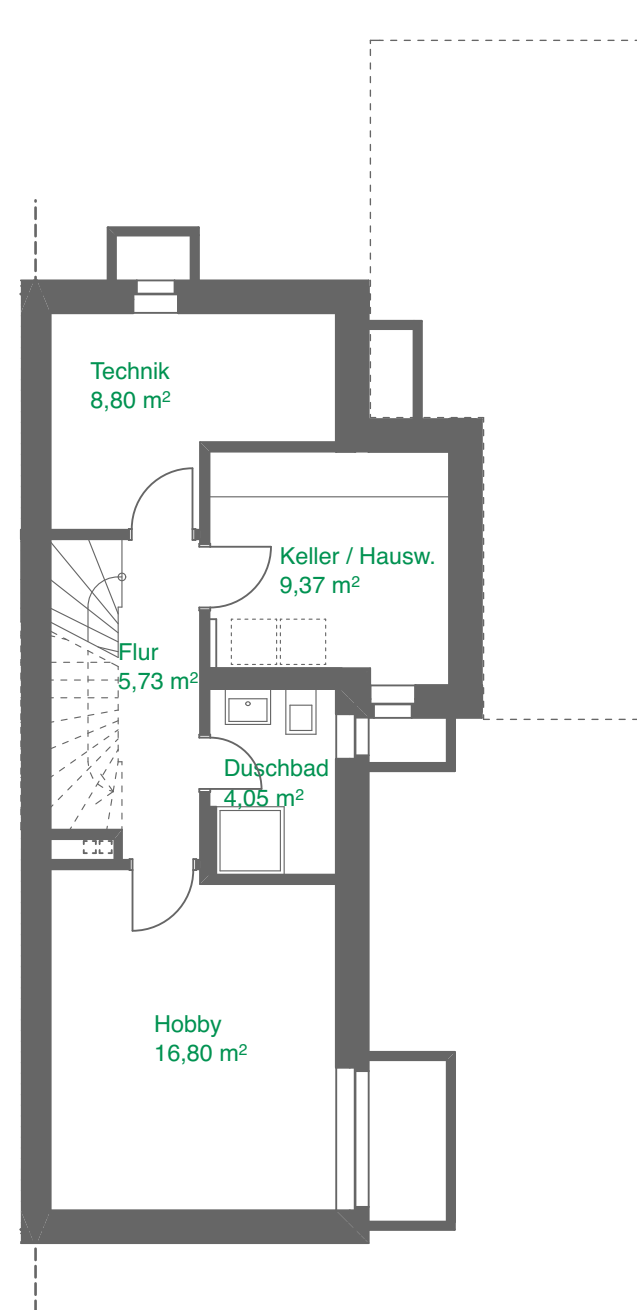 Technik
8,80 m²
Keller / Hausw.
9,37 m²
Flur
5,73 m²
Duschbad
4,05 m²
Hobby
16,80 m²